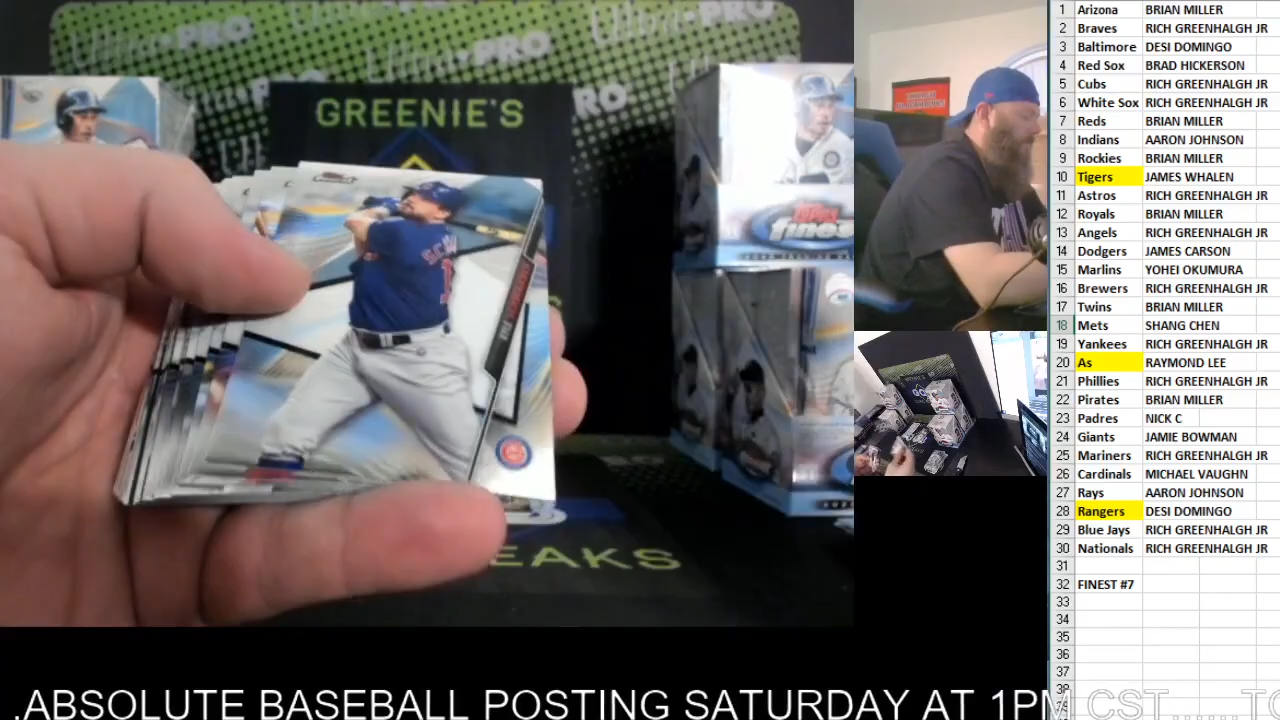 Ultra•PRO
GREENIE'S
TOPPS
finest
EAKS
1 Arizona BRIAN MILLER
2 Braves RICH GREENHALGH JR
3 Baltimore DESI DOMINGO
4 Red Sox BRAD HICKERSON
5 Cubs RICH GREENHALGH JR
6 White Sox RICH GREENHALGH JR
7 Reds BRIAN MILLER
8 Indians AARON JOHNSON
9 Rockies BRIAN MILLER
10 Tigers JAMES WHALEN
11 Astros RICH GREENHALGH JR
12 Royals BRIAN MILLER
13 Angels RICH GREENHALGH JR
14 Dodgers JAMES CARSON
15 Marlins YOHEI OKUMURA
16 Brewers RICH GREENHALGH JR
17 Twins BRIAN MILLER
18 Mets SHANG CHEN
19 Yankees RICH GREENHALGH JR
20 As RAYMOND LEE
21 Phillies RICH GREENHALGH JR
22 Pirates BRIAN MILLER
23 Padres NICK C
24 Giants JAMIE BOWMAN
25 Mariners RICH GREENHALGH JR
26 Cardinals MICHAEL VAUGHN
27 Rays AARON JOHNSON
28 Rangers DESI DOMINGO
29 Blue Jays RICH GREENHALGH JR
30 Nationals RICH GREENHALGH JR
31
32 FINEST #7
33
34
35
36
37
38
.ABSOLUTE BASEBALL POSTING SATURDAY AT 1PM CST.......TO